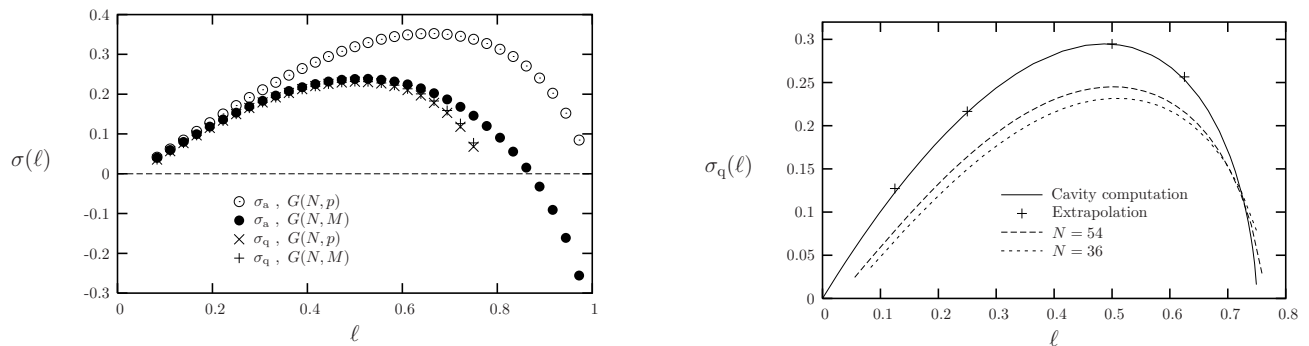 0.4
0.3
0.2
0.1
0
-0.1
-0.2
-0.3
σ(ℓ)
σa , G(N, p)
σa , G(N, M)
σq , G(N, p)
σq , G(N, M)
0 0.2 0.4 0.6 0.8 1
ℓ
0.3
0.25
0.2
0.15
0.1
0.05
0
σq(ℓ)
Cavity computation
Extrapolation
N = 54
N = 36
0 0.1 0.2 0.3 0.4 0.5 0.6 0.7 0.8
ℓ